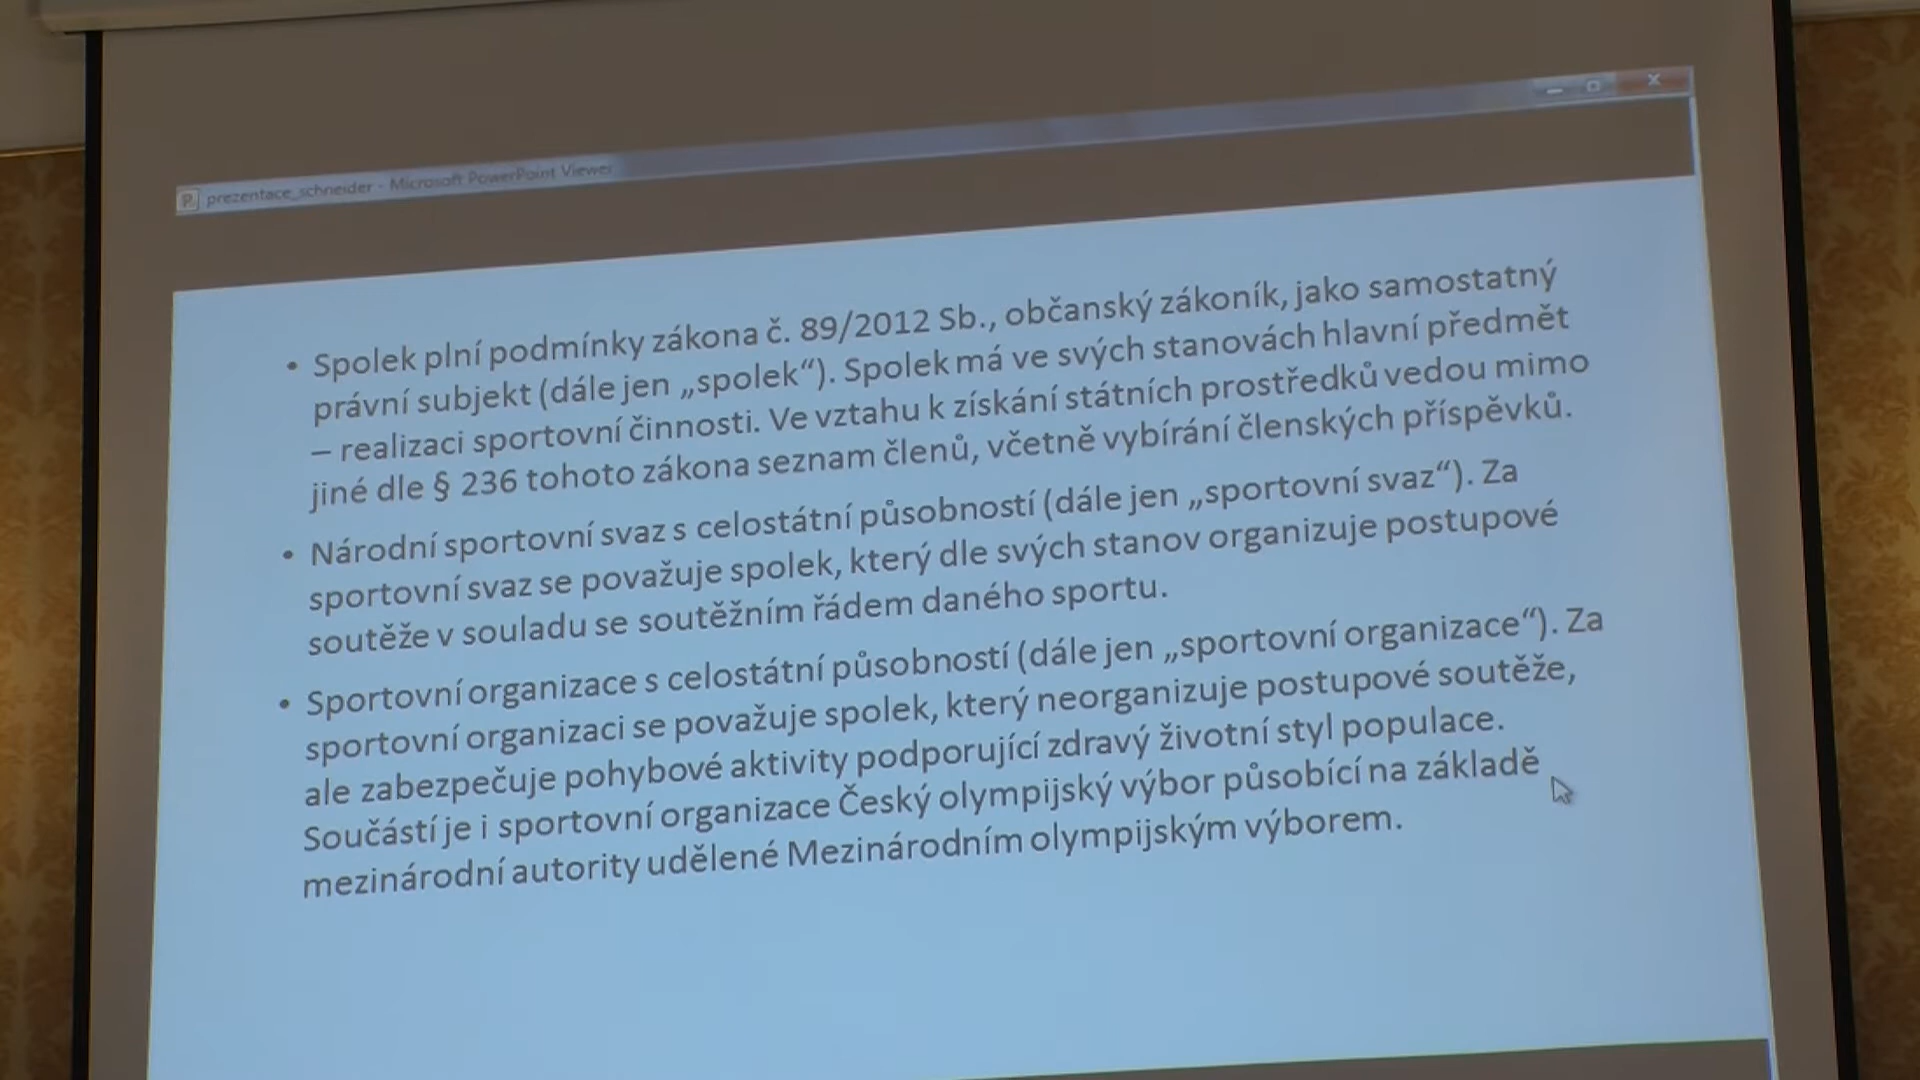 prezentace_schneider - Microsoft PowerPoint Viewer
• Spolek plní podmínky zákona č. 89/2012 Sb., občanský zákoník, jako samostatný
právní subjekt (dále jen „spolek“). Spolek má ve svých stanovách hlavní předmět
– realizaci sportovní činnosti. Ve vztahu k získání státních prostředků vedou mimo
jiné dle § 236 tohoto zákona seznam členů, včetně vybírání členských příspěvků.
• Národní sportovní svaz s celostátní působností (dále jen „sportovní svaz“). Za
sportovní svaz se považuje spolek, který dle svých stanov organizuje postupové
soutěže v souladu se soutěžním řádem daného sportu.
• Sportovní organizace s celostátní působností (dále jen „sportovní organizace“). Za
sportovní organizaci se považuje spolek, který neorganizuje postupové soutěže,
ale zabezpečuje pohybové aktivity podporující zdravý životní styl populace.
Součástí je i sportovní organizace Český olympijský výbor působící na základě
mezinárodní autority udělené Mezinárodním olympijským výborem.